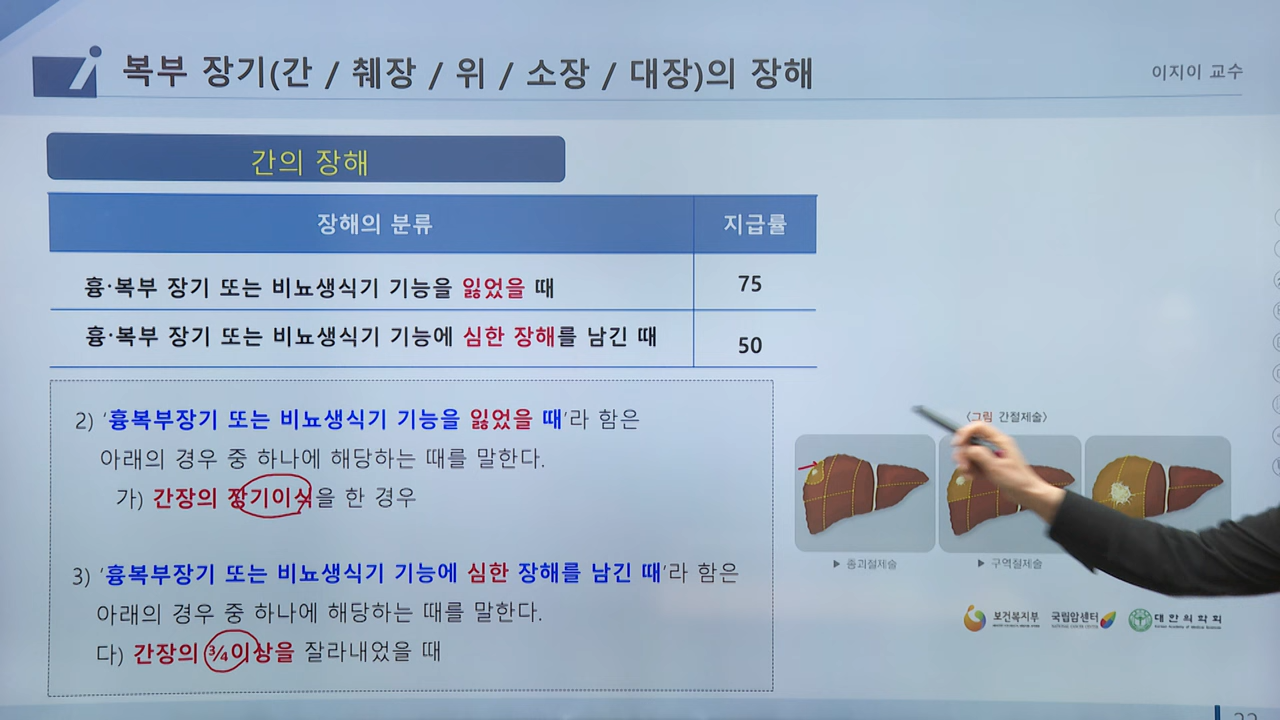 복부 장기(간 / 췌장 / 위 / 소장 / 대장)의 장해
이지이 교수
간의 장해
장해의 분류 지급률
흉·복부 장기 또는 비뇨생식기 기능을 잃었을 때 75
흉·복부 장기 또는 비뇨생식기 기능에 심한 장해를 남긴 때 50
2) ‘흉복부장기 또는 비뇨생식기 기능을 잃었을 때’라 함은
아래의 경우 중 하나에 해당하는 때를 말한다.
가) 간장의 장기이식을 한 경우
3) ‘흉복부장기 또는 비뇨생식기 기능에 심한 장해를 남긴 때’라 함은
아래의 경우 중 하나에 해당하는 때를 말한다.
다) 간장의 ¾이상을 잘라내었을 때
<그림 간절제술>
▶ 종괴절제술
▶ 구역절제술
보건복지부
국립암센터
대한의학회